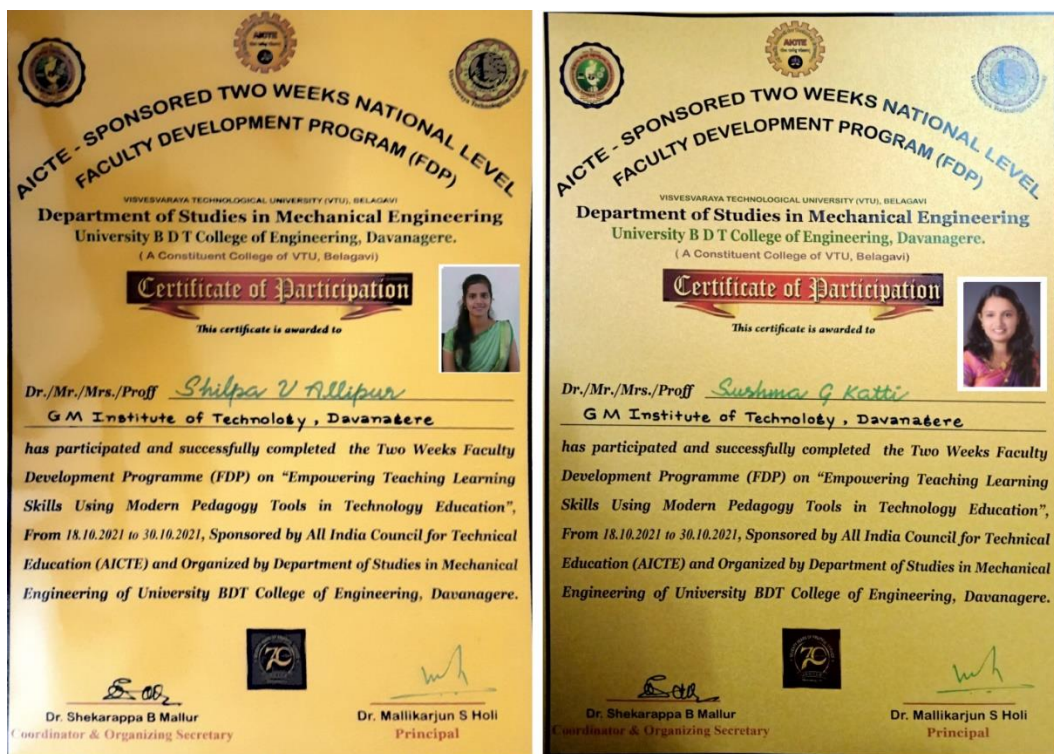 AICTE
AICTE - SPONSORED TWO WEEKS NATIONAL LEVEL
FACULTY DEVELOPMENT PROGRAM (FDP)
VISVESVARAYA TECHNOLOGICAL UNIVERSITY (VTU), BELAGAVI
Department of Studies in Mechanical Engineering
University B D T College of Engineering, Davanagere.
( A Constituent College of VTU, Belagavi)
Certificate of Participation
This certificate is awarded to
Dr./Mr./Mrs./Proff Shilpa V Allipur
G M Institute of Technoloty , Davanatere
has participated and successfully completed the Two Weeks Faculty
Development Programme (FDP) on “Empowering Teaching Learning
Skills Using Modern Pedagogy Tools in Technology Education”,
From 18.10.2021 to 30.10.2021, Sponsored by All India Council for Technical
Education (AICTE) and Organized by Department of Studies in Mechanical
Engineering of University BDT College of Engineering, Davanagere.
70
Dr. Shekarappa B Mallur
Coordinator & Organizing Secretary
Dr. Mallikarjun S Holi
Principal
AICTE
AICTE - SPONSORED TWO WEEKS NATIONAL LEVEL
FACULTY DEVELOPMENT PROGRAM (FDP)
VISVESVARAYA TECHNOLOGICAL UNIVERSITY (VTU), BELAGAVI
Department of Studies in Mechanical Engineering
University B D T College of Engineering, Davanagere.
( A Constituent College of VTU, Belagavi)
Certificate of Participation
This certificate is awarded to
Dr./Mr./Mrs./Proff Sushma G Katti
G M Institute of Technoloty , Davanatere
has participated and successfully completed the Two Weeks Faculty
Development Programme (FDP) on “Empowering Teaching Learning
Skills Using Modern Pedagogy Tools in Technology Education”,
From 18.10.2021 to 30.10.2021, Sponsored by All India Council for Technical
Education (AICTE) and Organized by Department of Studies in Mechanical
Engineering of University BDT College of Engineering, Davanagere.
70
Dr. Shekarappa B Mallur
Coordinator & Organizing Secretary
Dr. Mallikarjun S Holi
Principal